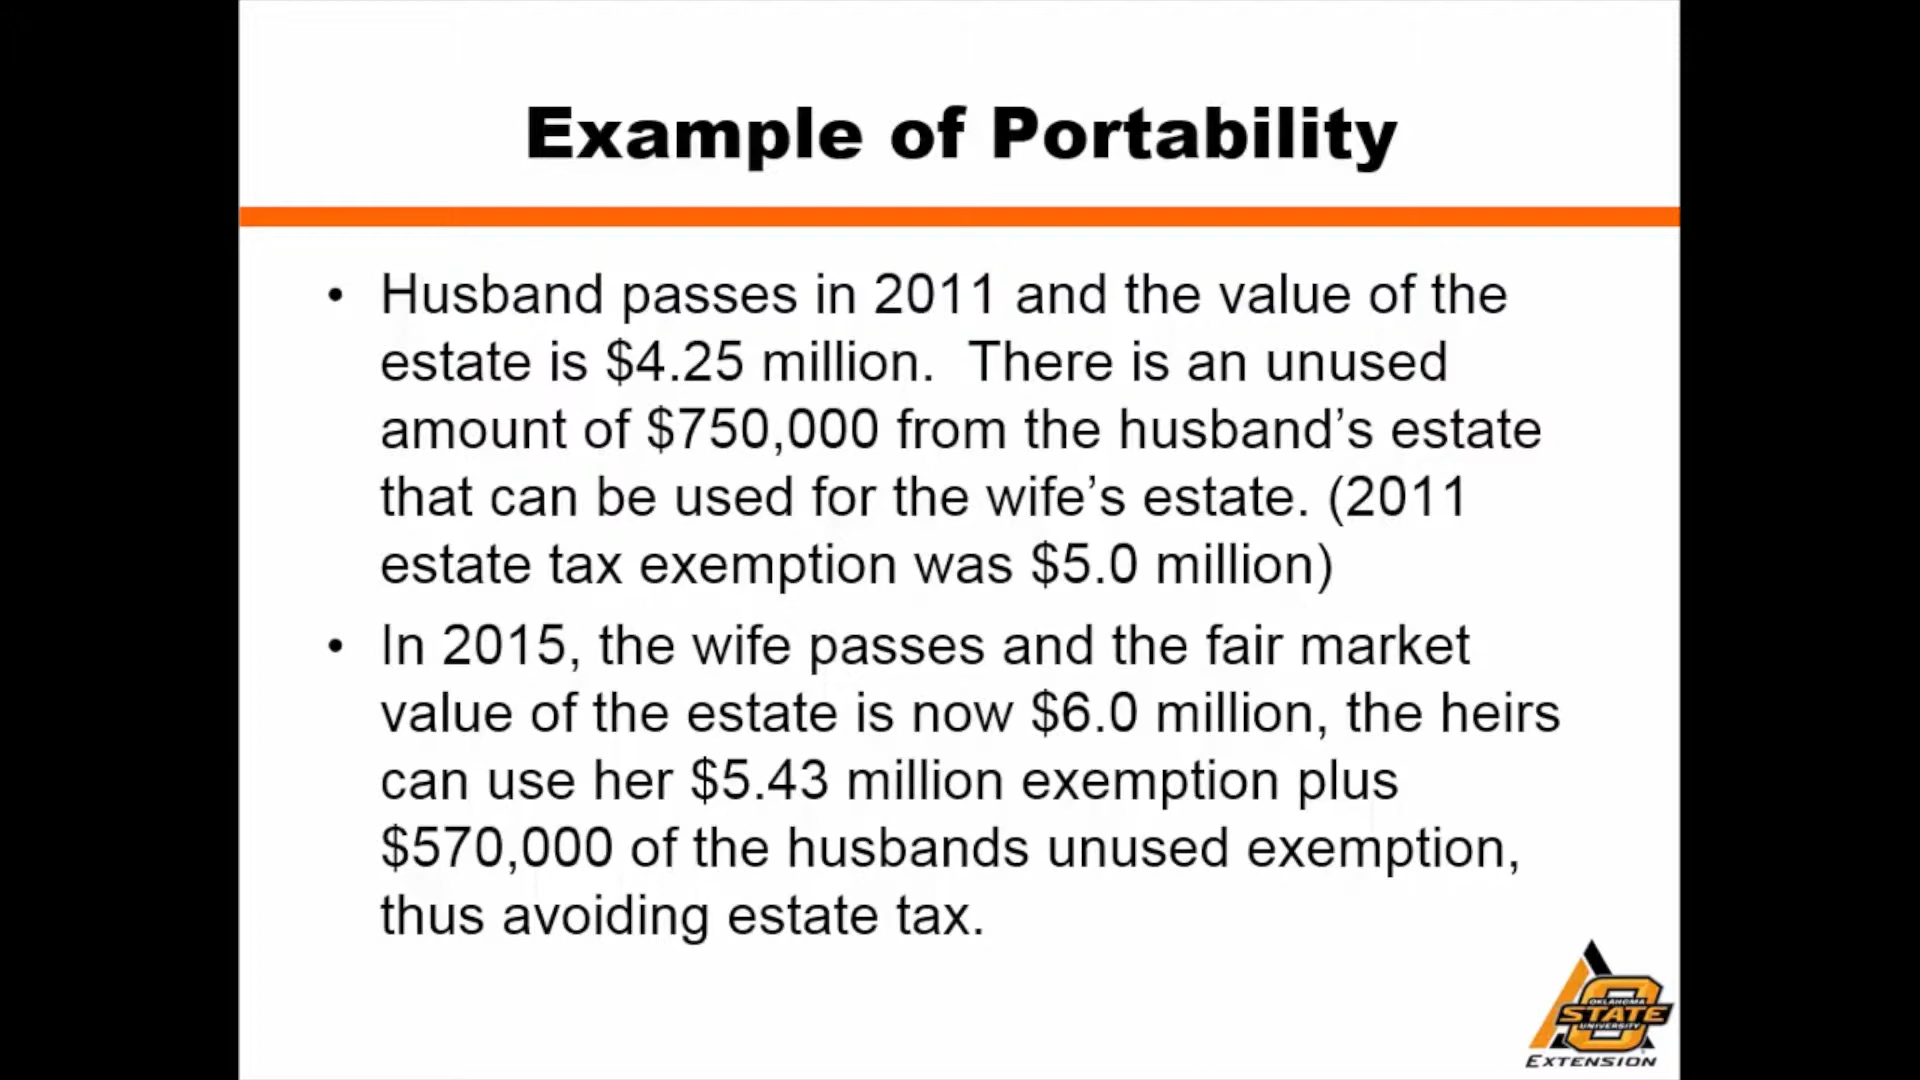 Example of Portability
• Husband passes in 2011 and the value of the
estate is $4.25 million.  There is an unused
amount of $750,000 from the husband’s estate
that can be used for the wife’s estate. (2011
estate tax exemption was $5.0 million)
• In 2015, the wife passes and the fair market
value of the estate is now $6.0 million, the heirs
can use her $5.43 million exemption plus
$570,000 of the husbands unused exemption,
thus avoiding estate tax.
OKLAHOMA
STATE
UNIVERSITY
EXTENSION